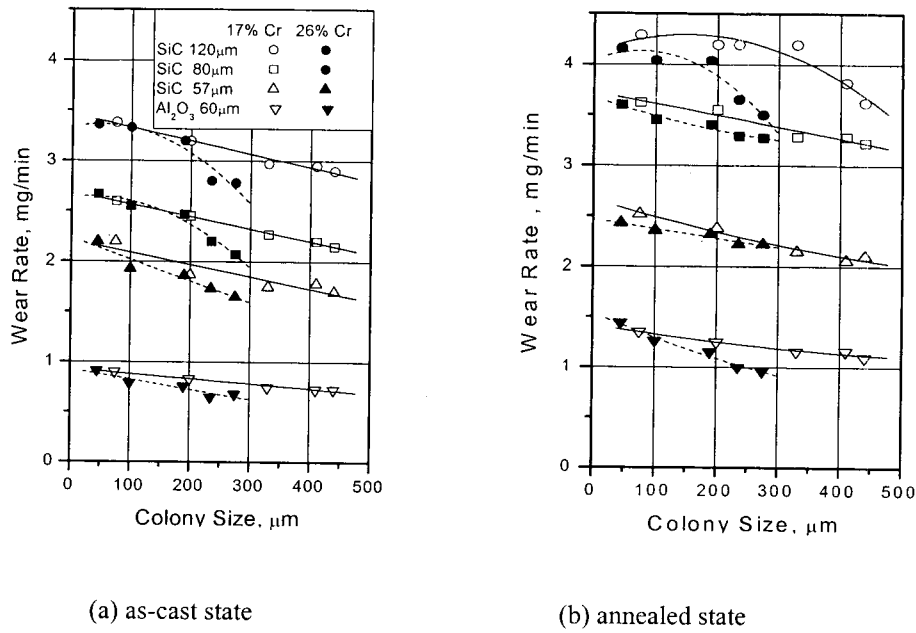 17% Cr 26% Cr
SiC 120µm
SiC 80µm
SiC 57µm
Al₂O₃ 60µm
4
3
2
1
0
Wear Rate, mg/min
0 100 200 300 400 500
Colony Size, µm
(a) as-cast state
4
3
2
1
0
Wear Rate , mg/min
0 100 200 300 400 500
Colony Size, µm
(b) annealed state